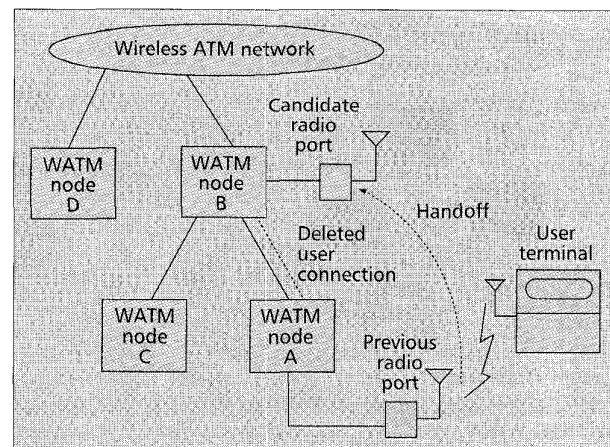 Wireless ATM network
Candidate
radio
port
WATM
node
D
WATM
node
B
Handoff
Deleted
user
connection
User
terminal
WATM
node
C
WATM
node
A
Previous
radio
port